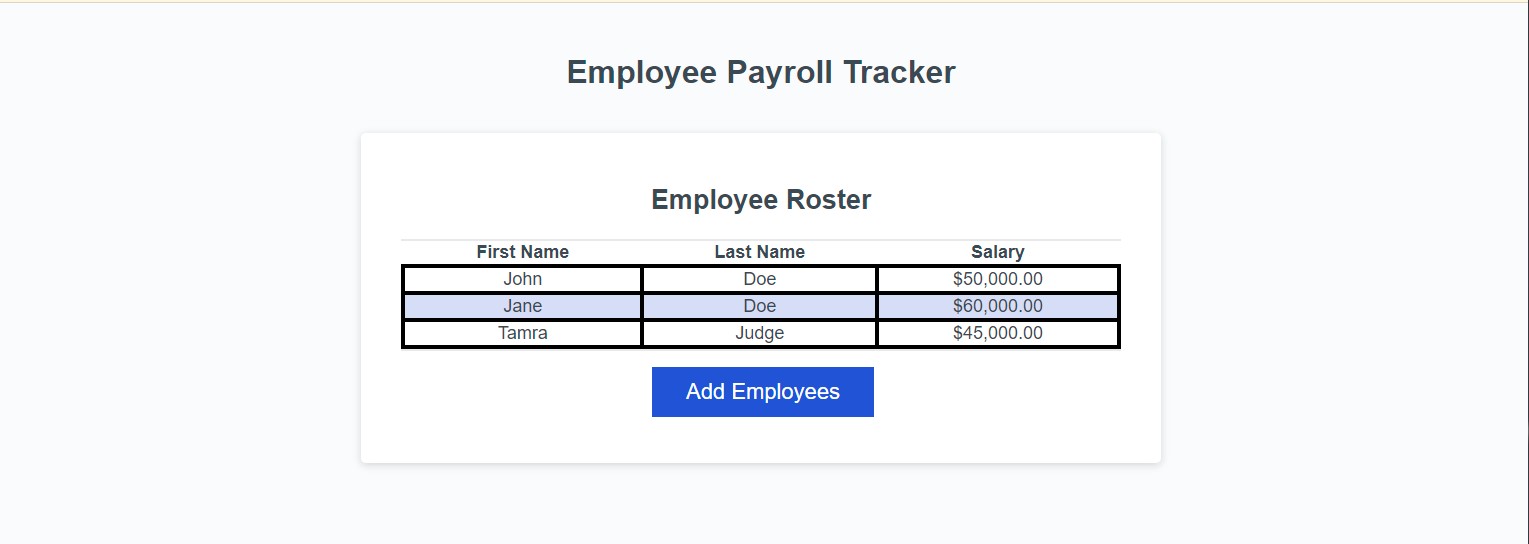 Employee Payroll Tracker
Employee Roster
First Name Last Name Salary
John Doe $50,000.00
Jane Doe $60,000.00
Tamra Judge $45,000.00
Add Employees